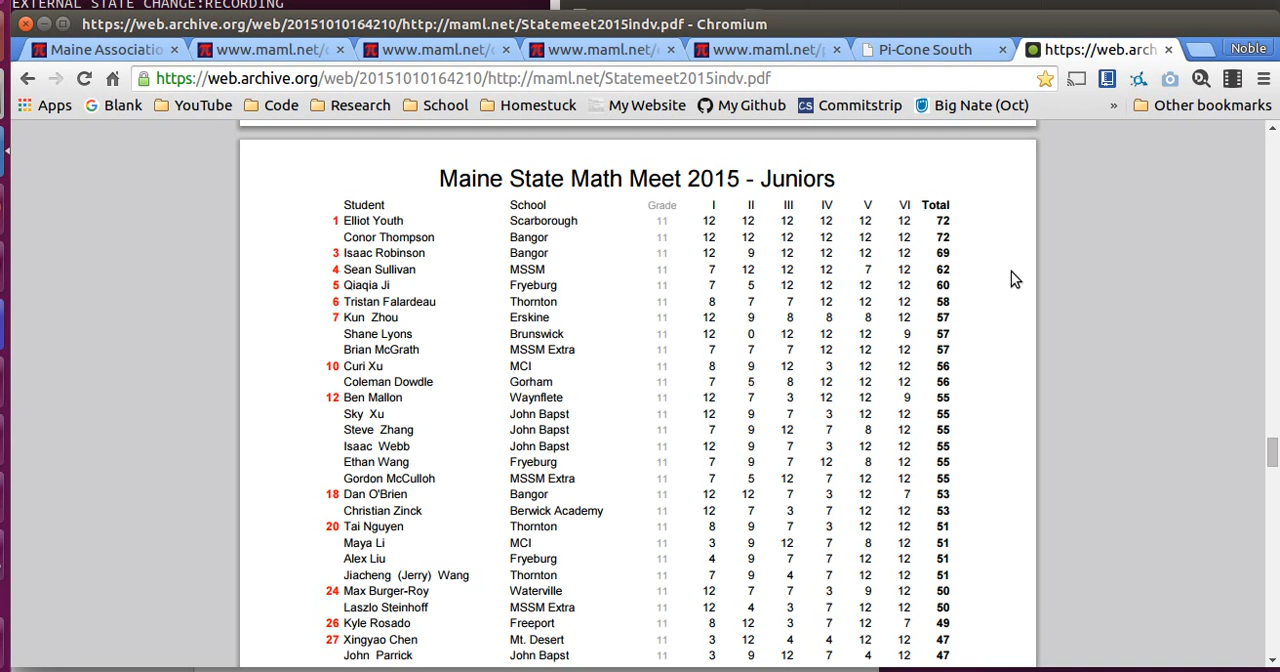 EXTERNAL STATE CHANGE:RECORDING
https://web.archive.org/web/20151010164210/http://maml.net/Statemeet2015indv.pdf - Chromium
Maine Associatio × www.maml.net/ × www.maml.net/ × www.maml.net/ × www.maml.net/ × Pi-Cone South × https://web.arch × Noble
https://web.archive.org/web/20151010164210/http://maml.net/Statemeet2015indv.pdf
Apps G Blank YouTube Code Research School Homestuck My Website My Github CS Commitstrip Big Nate (Oct) » Other bookmarks
Maine State Math Meet 2015 - Juniors
Student School Grade I II III IV V VI Total
1 Elliot Youth Scarborough 11 12 12 12 12 12 12 72
Conor Thompson Bangor 11 12 12 12 12 12 12 72
3 Isaac Robinson Bangor 11 12 9 12 12 12 12 69
4 Sean Sullivan MSSM 11 7 12 12 12 7 12 62
5 Qiaqia Ji Fryeburg 11 7 5 12 12 12 12 60
6 Tristan Falardeau Thornton 11 8 7 7 12 12 12 58
7 Kun Zhou Erskine 11 12 9 8 8 8 12 57
Shane Lyons Brunswick 11 12 0 12 12 12 9 57
Brian McGrath MSSM Extra 11 7 7 7 12 12 12 57
10 Curi Xu MCI 11 8 9 12 3 12 12 56
Coleman Dowdle Gorham 11 7 5 8 12 12 12 56
12 Ben Mallon Waynflete 11 12 7 3 12 12 9 55
Sky Xu John Bapst 11 12 9 7 3 12 12 55
Steve Zhang John Bapst 11 7 9 12 7 8 12 55
Isaac Webb John Bapst 11 12 9 7 3 12 12 55
Ethan Wang Fryeburg 11 7 9 7 12 8 12 55
Gordon McCulloh MSSM Extra 11 7 5 12 7 12 12 55
18 Dan O'Brien Bangor 11 12 12 7 3 12 7 53
Christian Zinck Berwick Academy 11 12 7 3 7 12 12 53
20 Tai Nguyen Thornton 11 8 9 7 3 12 12 51
Maya Li MCI 11 3 9 12 7 8 12 51
Alex Liu Fryeburg 11 4 9 7 7 12 12 51
Jiacheng (Jerry) Wang Thornton 11 7 9 4 7 12 12 51
24 Max Burger-Roy Waterville 11 12 7 7 3 9 12 50
Laszlo Steinhoff MSSM Extra 11 12 4 3 7 12 12 50
26 Kyle Rosado Freeport 11 8 12 3 7 12 7 49
27 Xingyao Chen Mt. Desert 11 3 12 4 4 12 12 47
John Parrick John Bapst 11 3 9 12 7 4 12 47